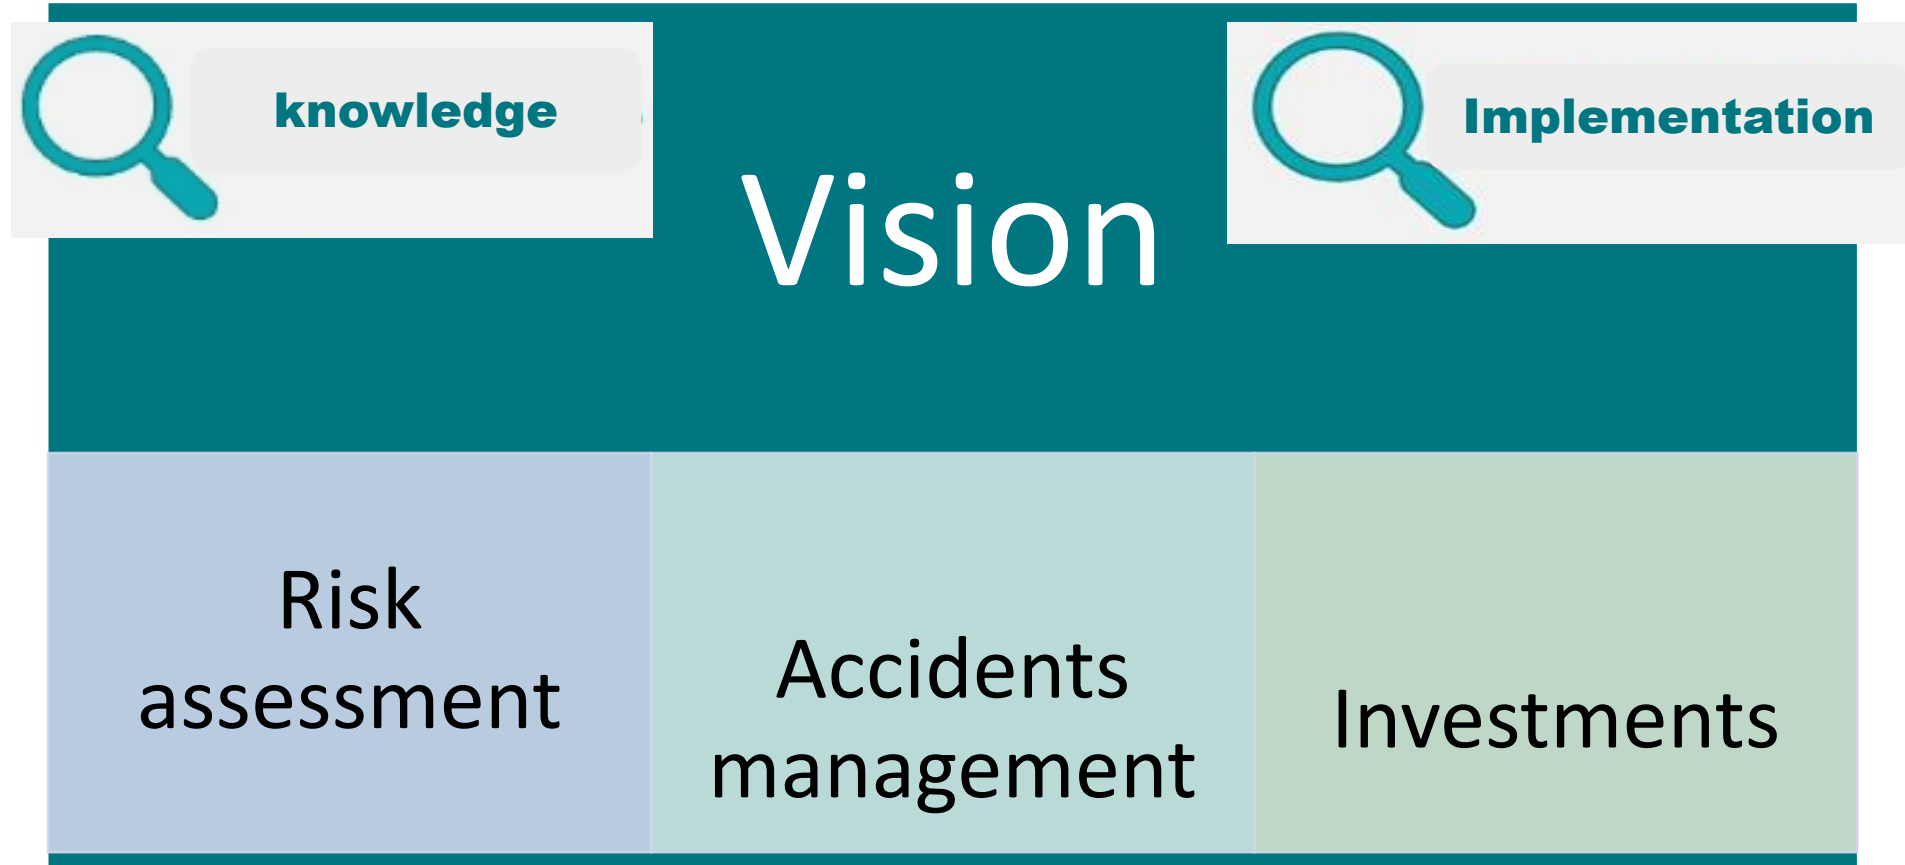 knowledge
Implementation
Vision
Risk
assessment
Accidents
management
Investments